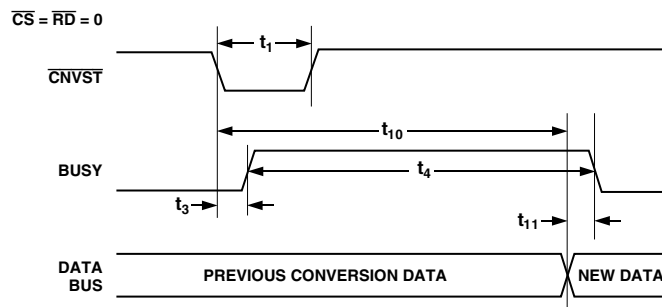 CS = RD = 0
t1
CNVST
t10
BUSY
t4
t3
t11
DATA
BUS
PREVIOUS CONVERSION DATA
NEW DATA